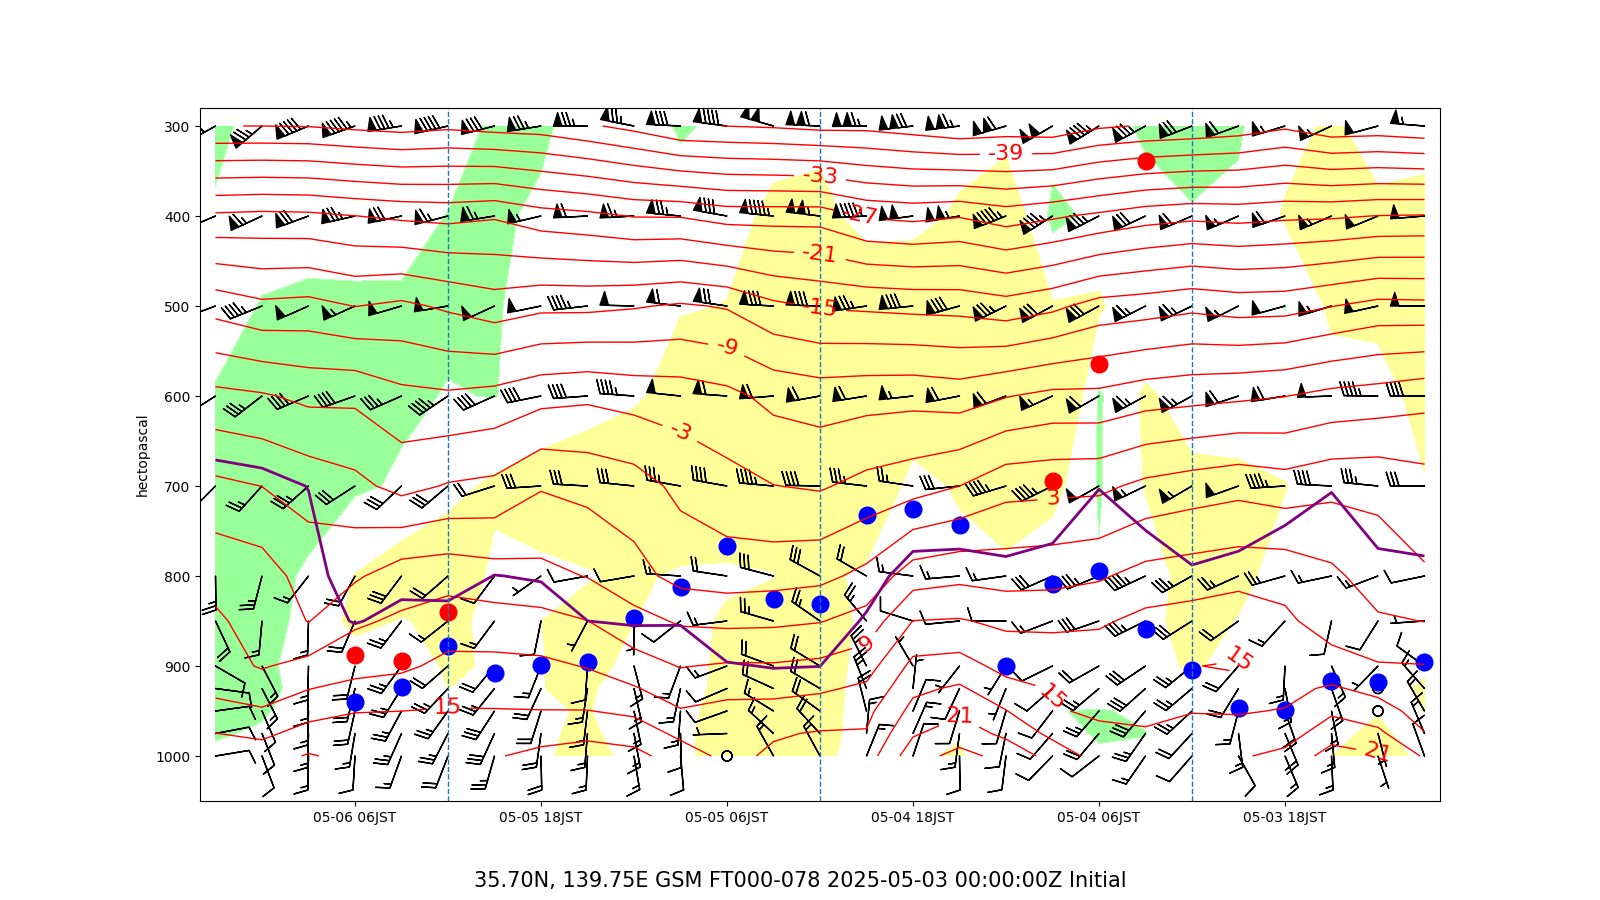 300
400
500
600
700
800
900
1000
hectopascal
-39
-33
-27
-21
-15
-9
-3
3
9
15
15
15
21
21
05-06 06JST
05-05 18JST
05-05 06JST
05-04 18JST
05-04 06JST
05-03 18JST
35.70N, 139.75E GSM FT000-078 2025-05-03 00:00:00Z Initial